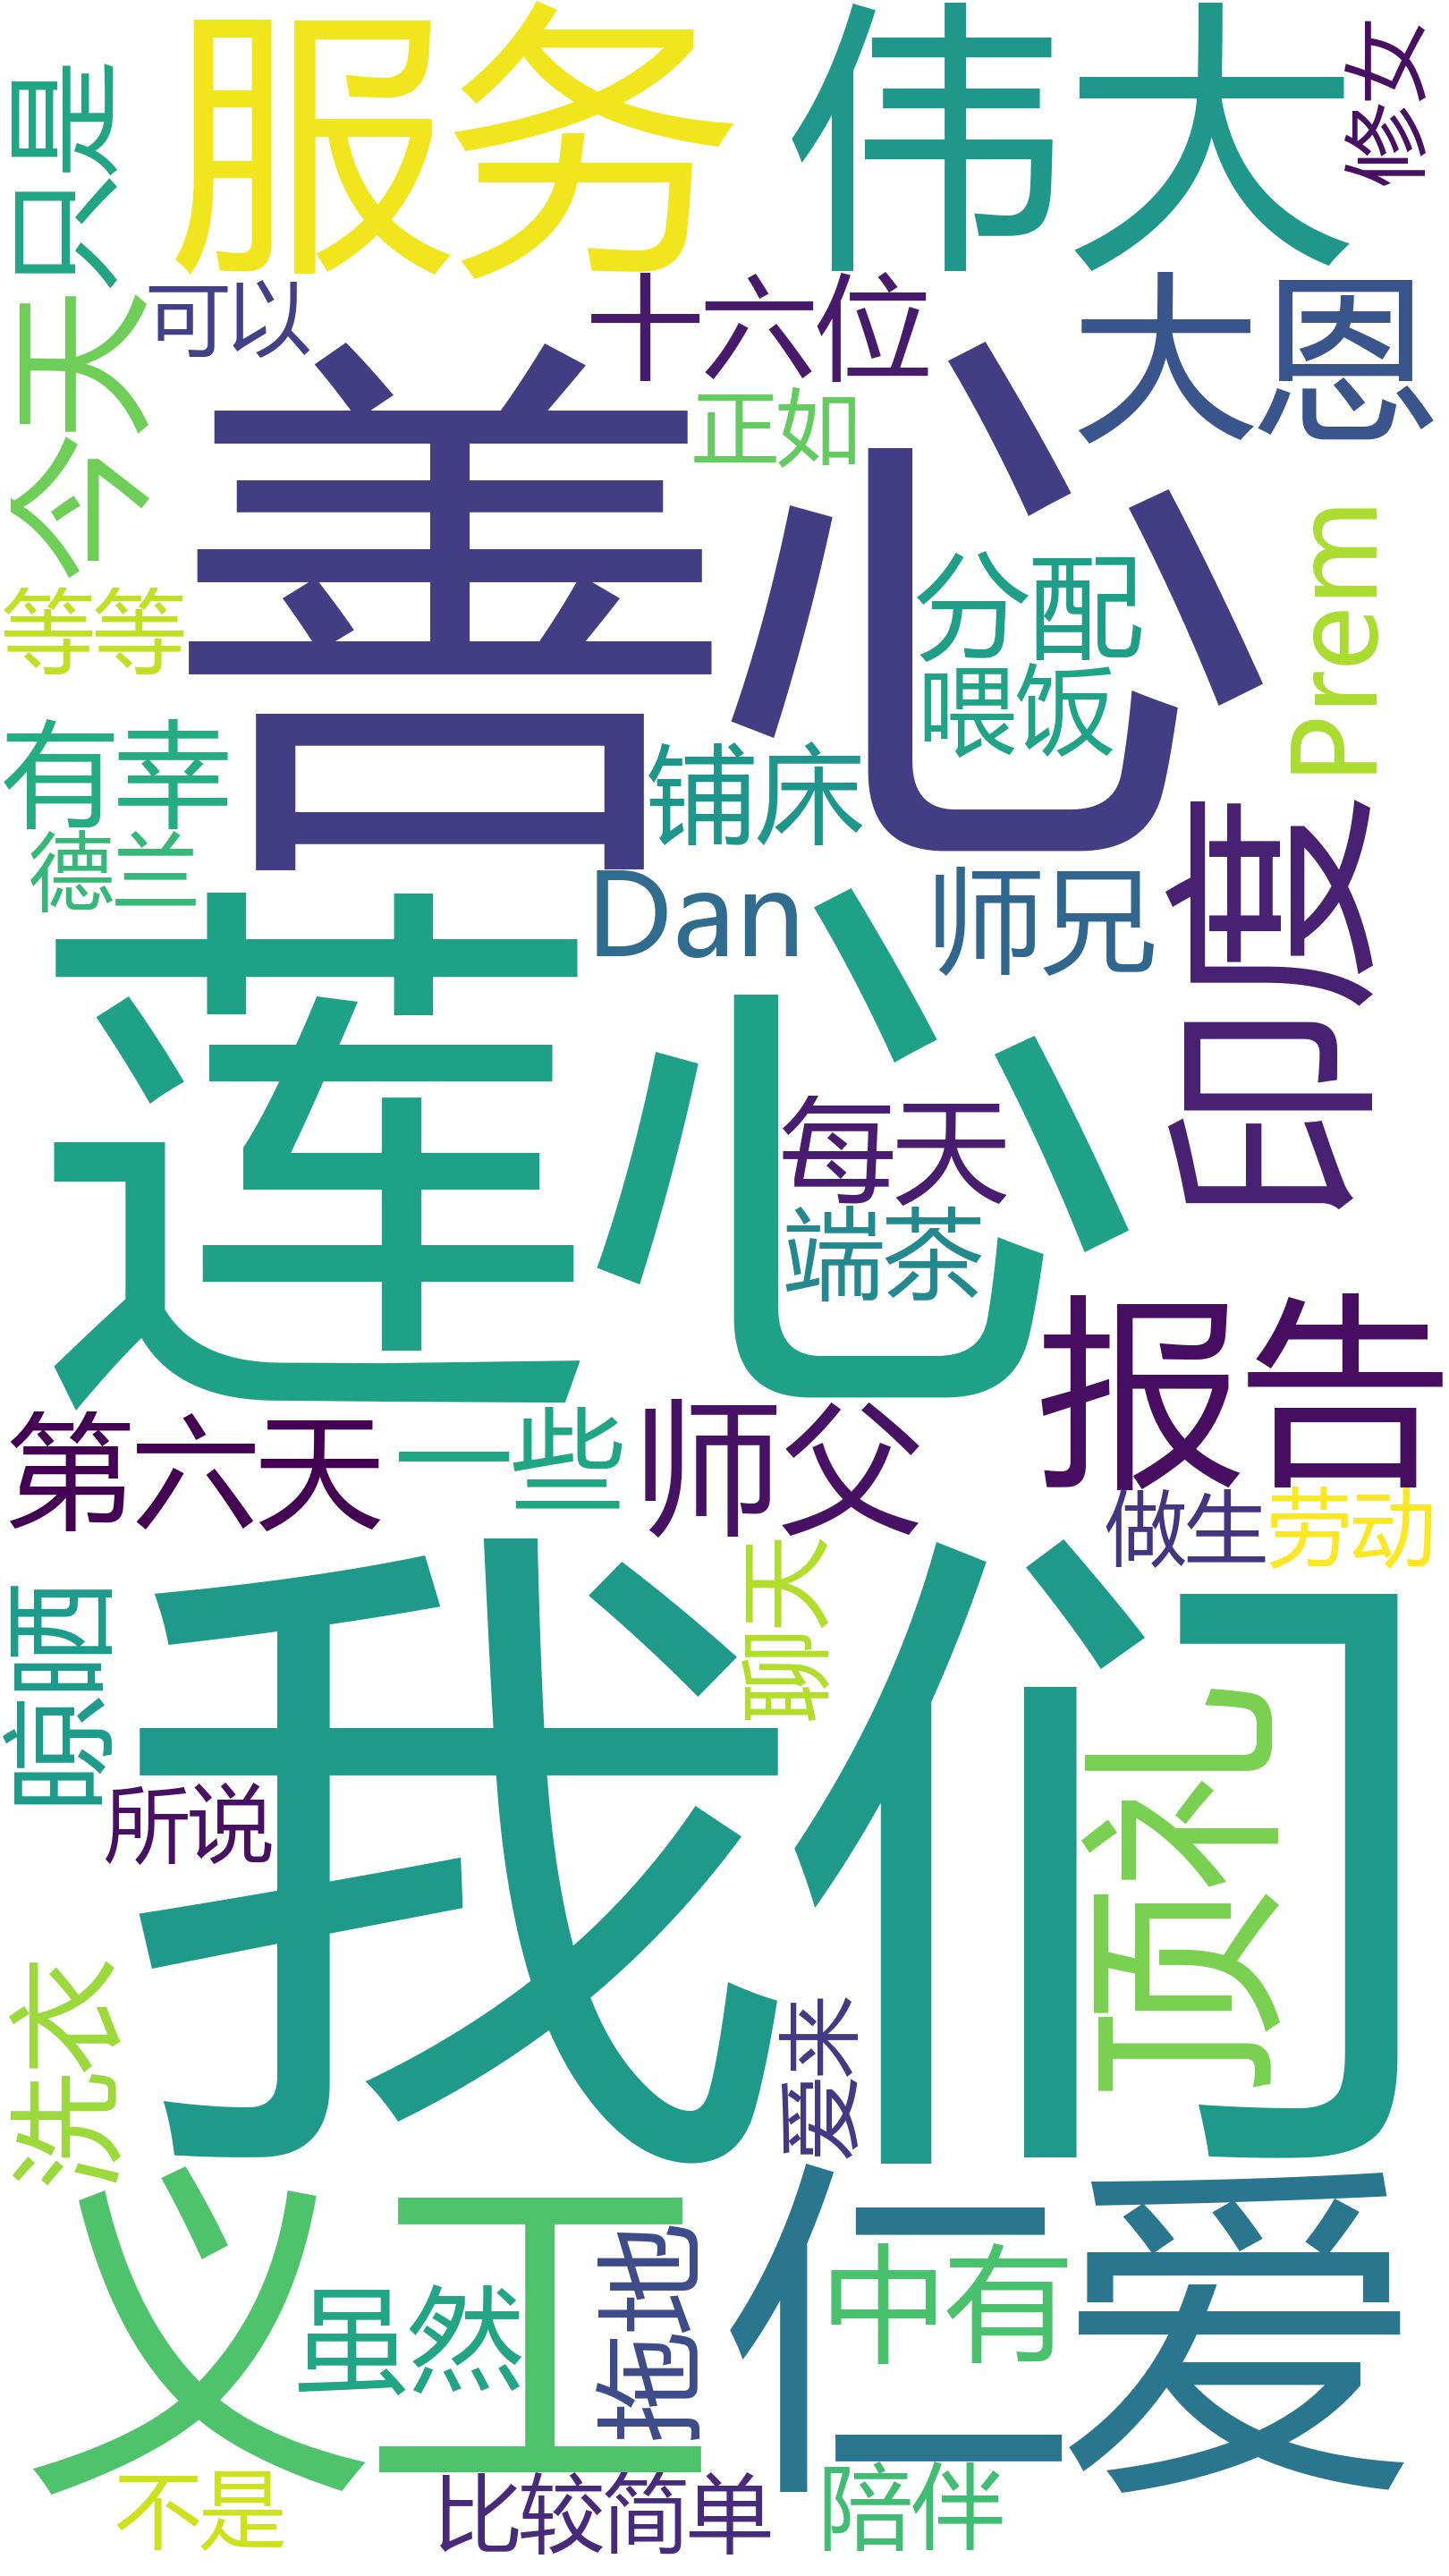 服务
伟大
修女
只是
可以
十六位
大恩
今天
善心
正如
分配
喂饭
Prem
等等
有幸
铺床
德兰
Dan
师兄
印度
莲心
每天
端茶
报告
第六天
一些
师父
做生
劳动
晾晒
聊天
我们
顶礼
所说
洗衣
爱来
义工
仁爱
虽然
拖地
中有
不是
比较简单
陪伴